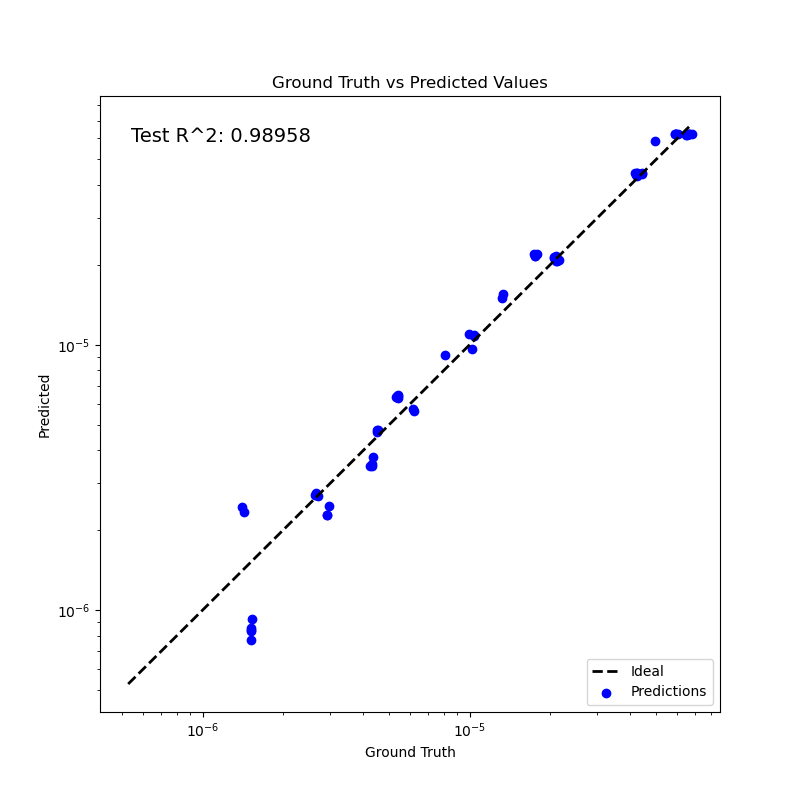 Ground Truth vs Predicted Values
Test R^2: 0.98958
Predicted
10⁻⁵
10⁻⁶
Ideal
Predictions
10⁻⁶
10⁻⁵
Ground Truth